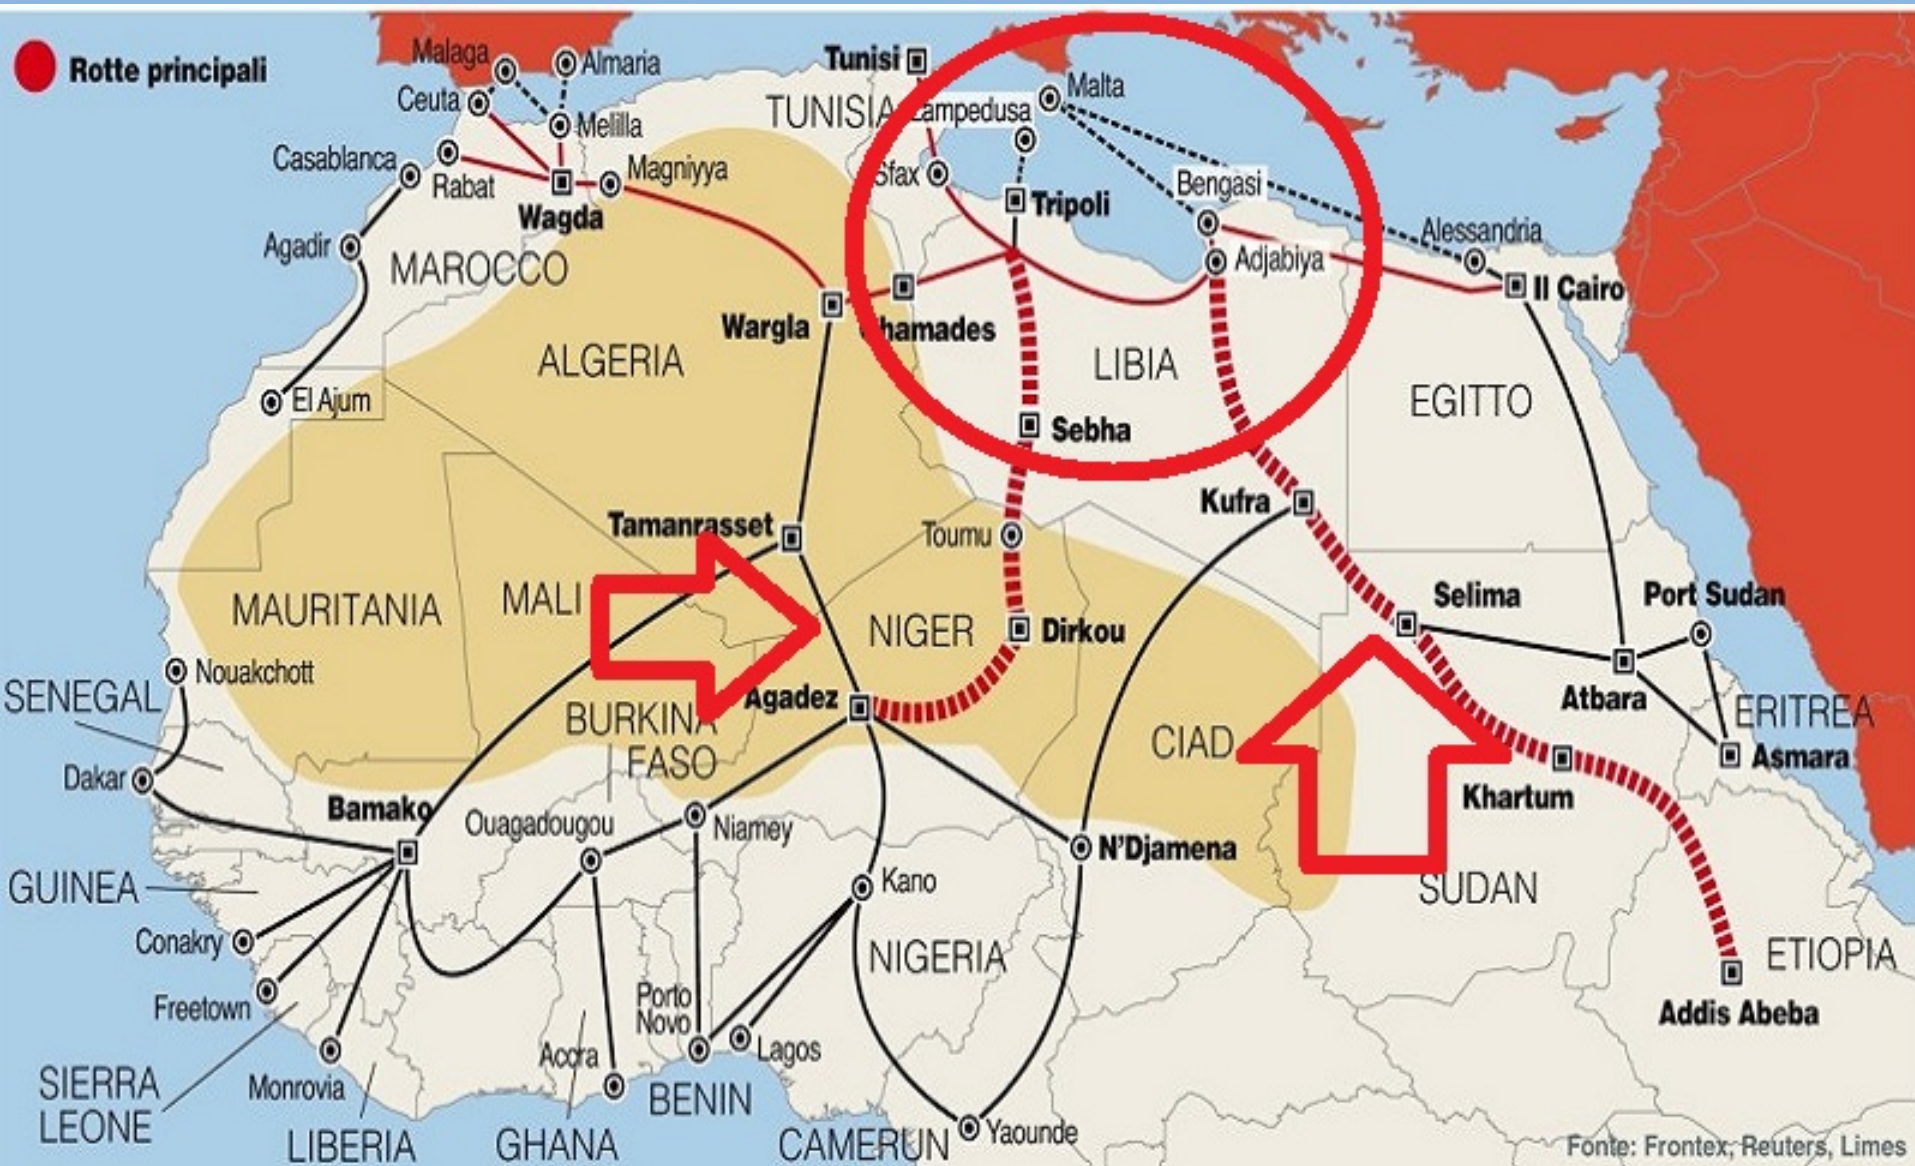 Rotte principali
Malaga
Almaria
Ceuta
Melilla
Casablanca
Rabat
Magniyya
Wagda
Agadir
MAROCCO
El Ajum
Tunisi
TUNISIA
Lampedusa
Malta
Sfax
Tripoli
Bengasi
Adjabiya
Alessandria
Il Cairo
Wargla
Ghamades
ALGERIA
LIBIA
EGITTO
Sebha
Kufra
Tamanrasset
Toumu
MAURITANIA
MALI
NIGER
Dirkou
Selima
Port Sudan
Nouakchott
SENEGAL
Agadez
BURKINA
FASO
CIAD
Atbara
ERITREA
Asmara
Dakar
Bamako
Ouagadougou
Niamey
N'Djamena
Khartum
SUDAN
GUINEA
Kano
Conakry
NIGERIA
ETIOPIA
Freetown
Porto
Novo
Addis Abeba
Accra
Lagos
SIERRA
LEONE
Monrovia
BENIN
LIBERIA
GHANA
CAMERUN
Yaounde
Fonte: Frontex, Reuters, Limes